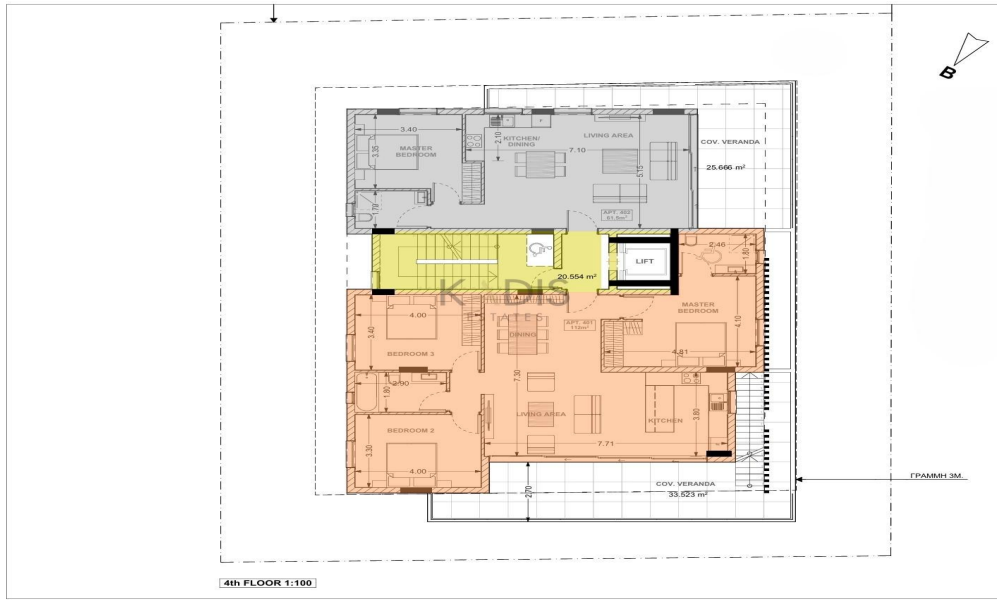 B
3.40
MASTER
BEDROOM
3.35
1.79
2.10
KITCHEN/
DINING
LIVING AREA
7.10
5.15
COV. VERANDA
25.666 m²
APT. 402
61.5m²
20.554 m²
LIFT
2.46
1.80
KADIS
ESTATES
4.00
3.40
BEDROOM 3
APT. 401
112m²
DINING
7.30
MASTER
BEDROOM
4.10
4.81
2.90
1.80
LIVING AREA
KITCHEN
3.80
7.71
BEDROOM 2
3.30
4.00
2.70
COV. VERANDA
33.523 m²
ΓΡΑΜΜΗ 3Μ.
4th FLOOR 1:100